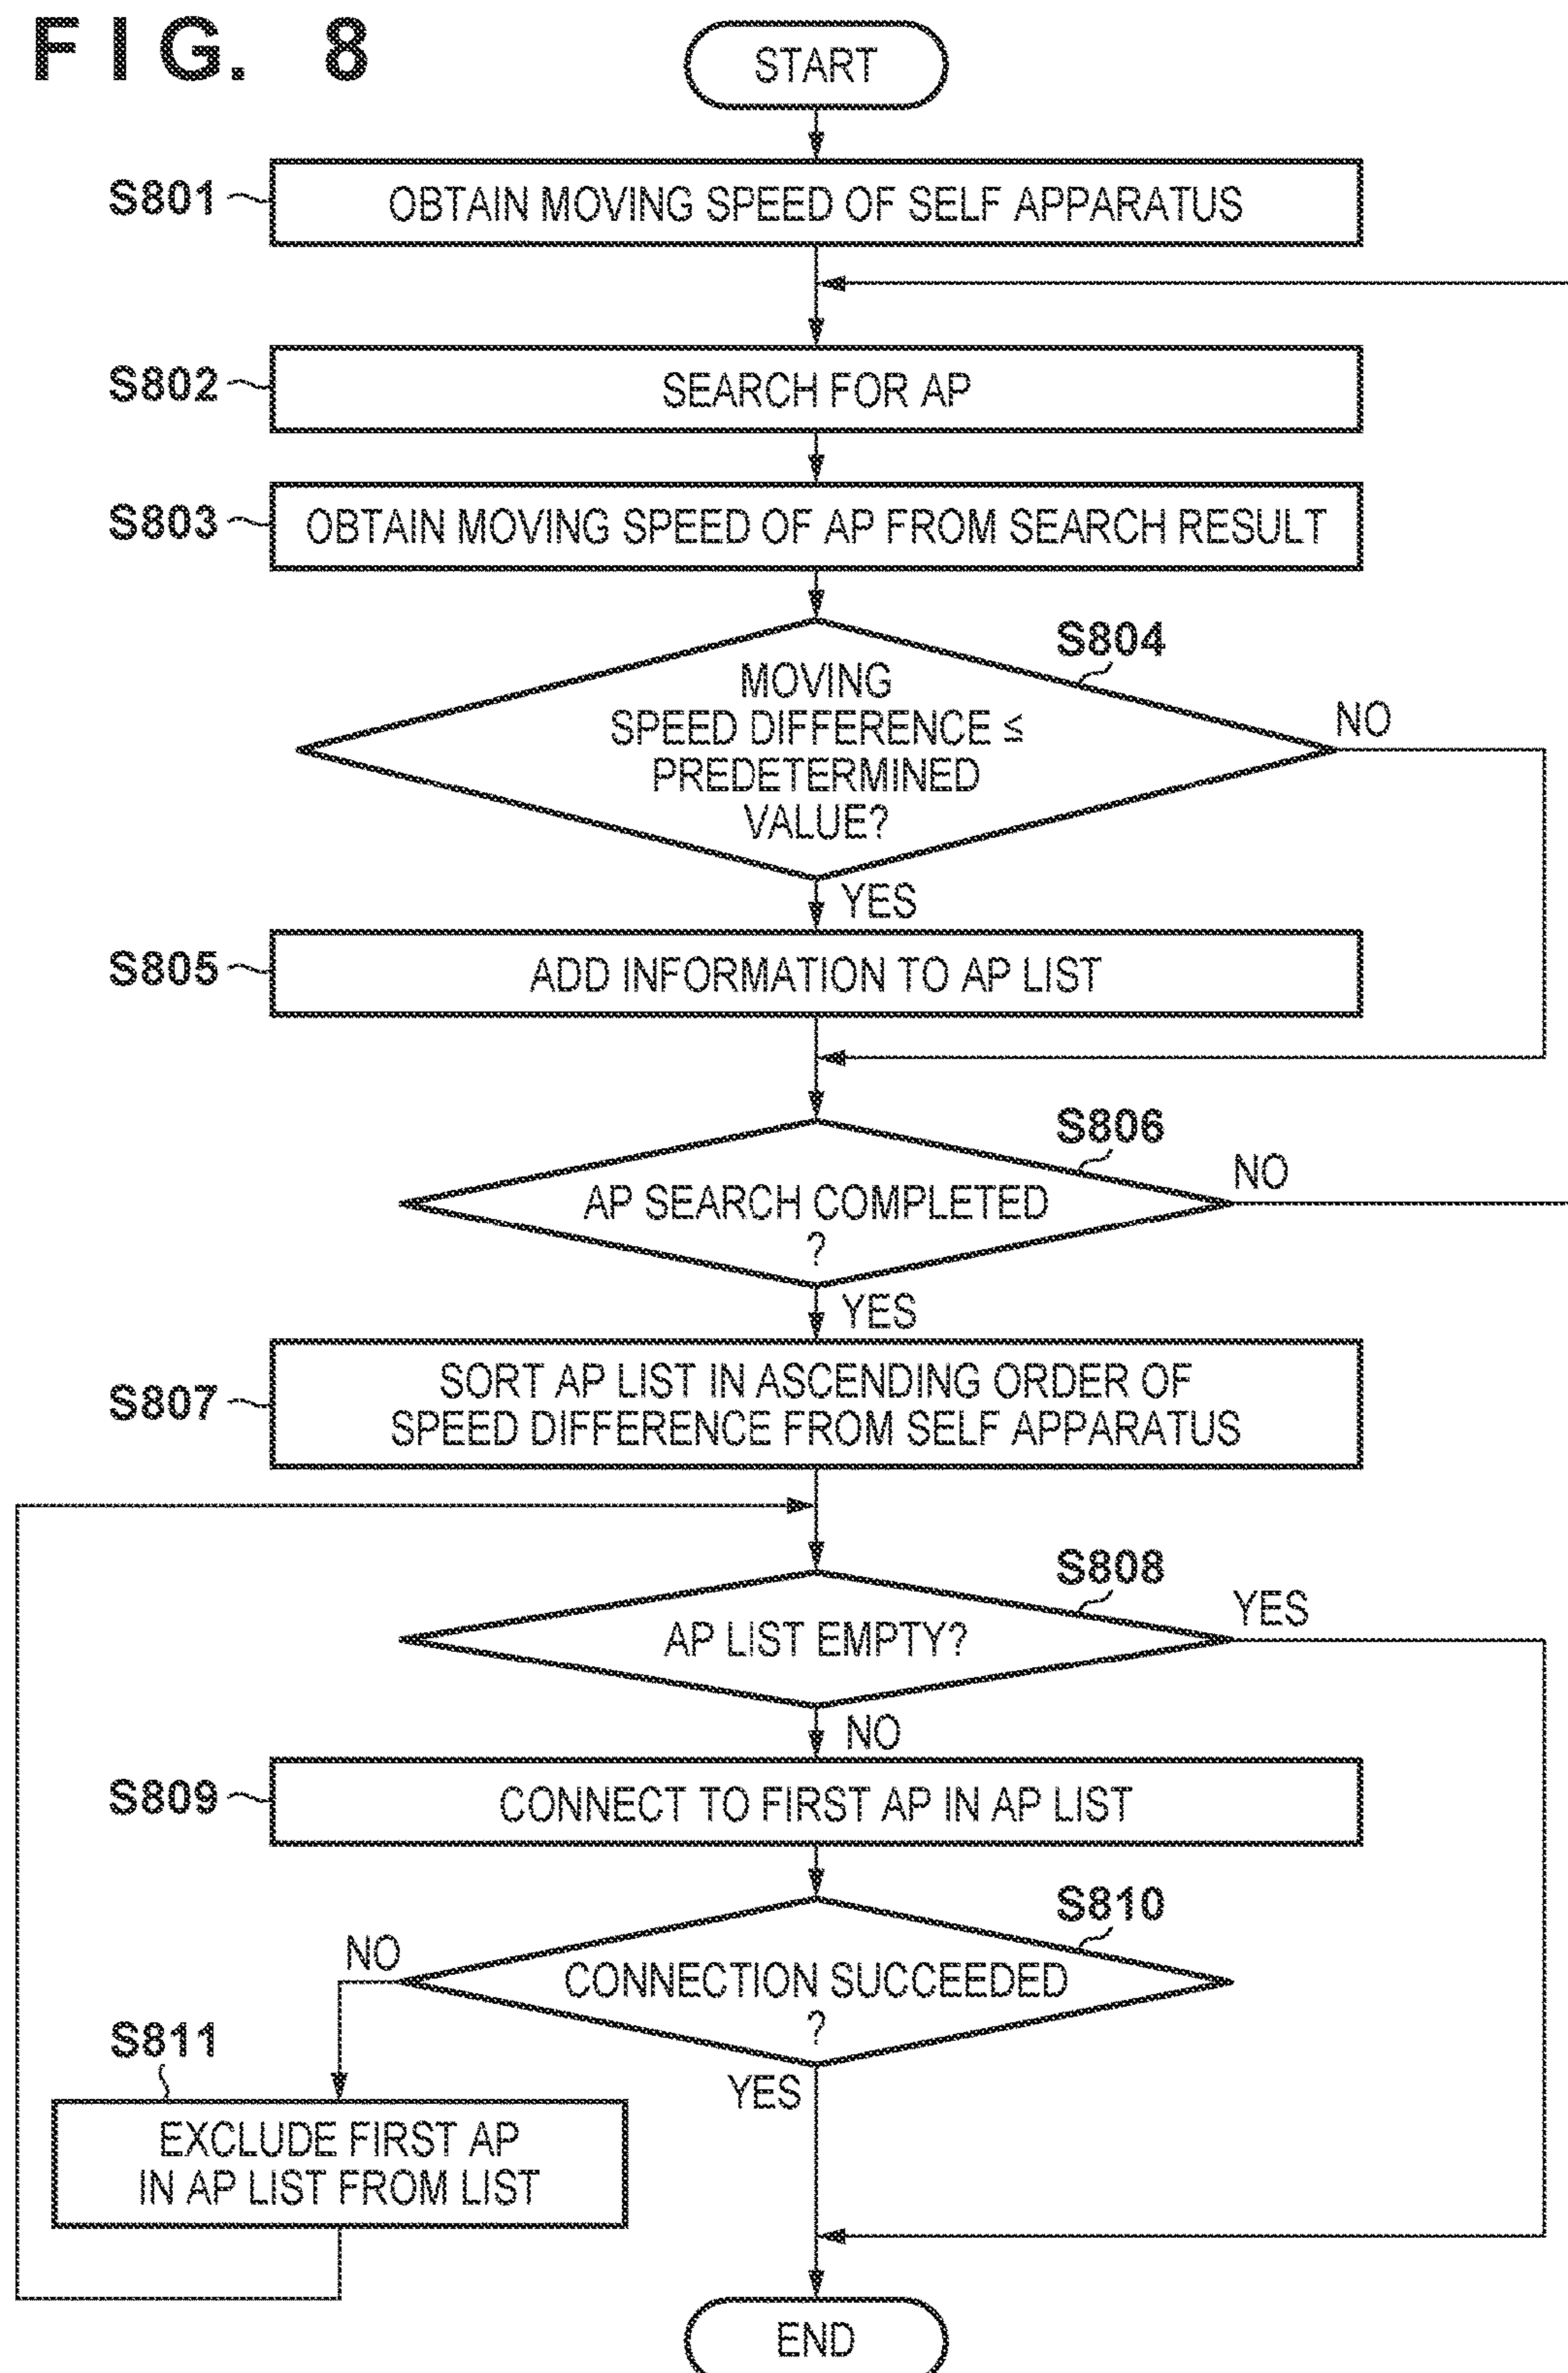 FIG. 8
START
S801
OBTAIN MOVING SPEED OF SELF APPARATUS
S802
SEARCH FOR AP
S803
OBTAIN MOVING SPEED OF AP FROM SEARCH RESULT
S804
MOVING
SPEED DIFFERENCE ≤
PREDETERMINED
VALUE?
NO
YES
S805
ADD INFORMATION TO AP LIST
S806
AP SEARCH COMPLETED
?
NO
YES
S807
SORT AP LIST IN ASCENDING ORDER OF
SPEED DIFFERENCE FROM SELF APPARATUS
S808
AP LIST EMPTY?
YES
NO
S809
CONNECT TO FIRST AP IN AP LIST
S810
CONNECTION SUCCEEDED
?
NO
YES
S811
EXCLUDE FIRST AP
IN AP LIST FROM LIST
END